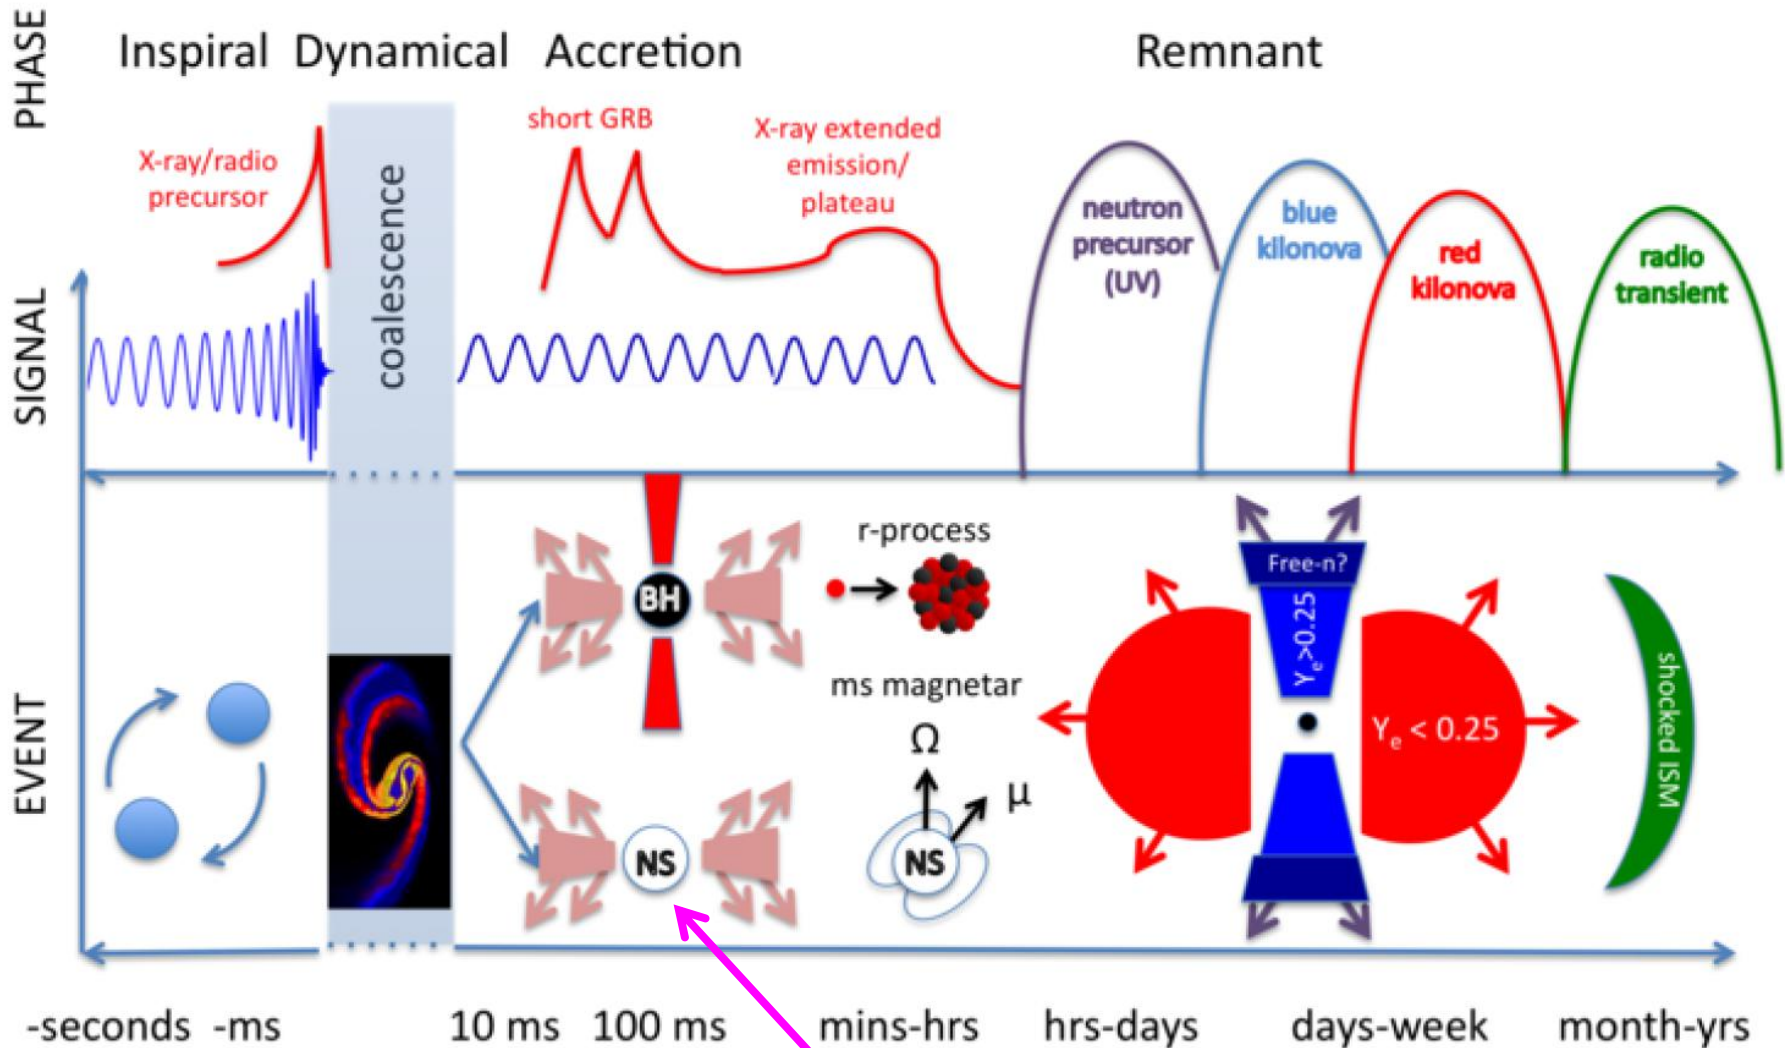 PHASE
Inspiral Dynamical Accretion Remnant
SIGNAL
X-ray/radio
precursor
coalescence
short GRB
X-ray extended
emission/
plateau
neutron
precursor
(UV)
blue
kilonova
red
kilonova
radio
transient
EVENT
BH
NS
r-process
ms magnetar
Ω
μ
NS
Free-n?
Yₑ>0.25
Yₑ < 0.25
shocked ISM
-seconds -ms 10 ms 100 ms mins-hrs hrs-days days-week month-yrs